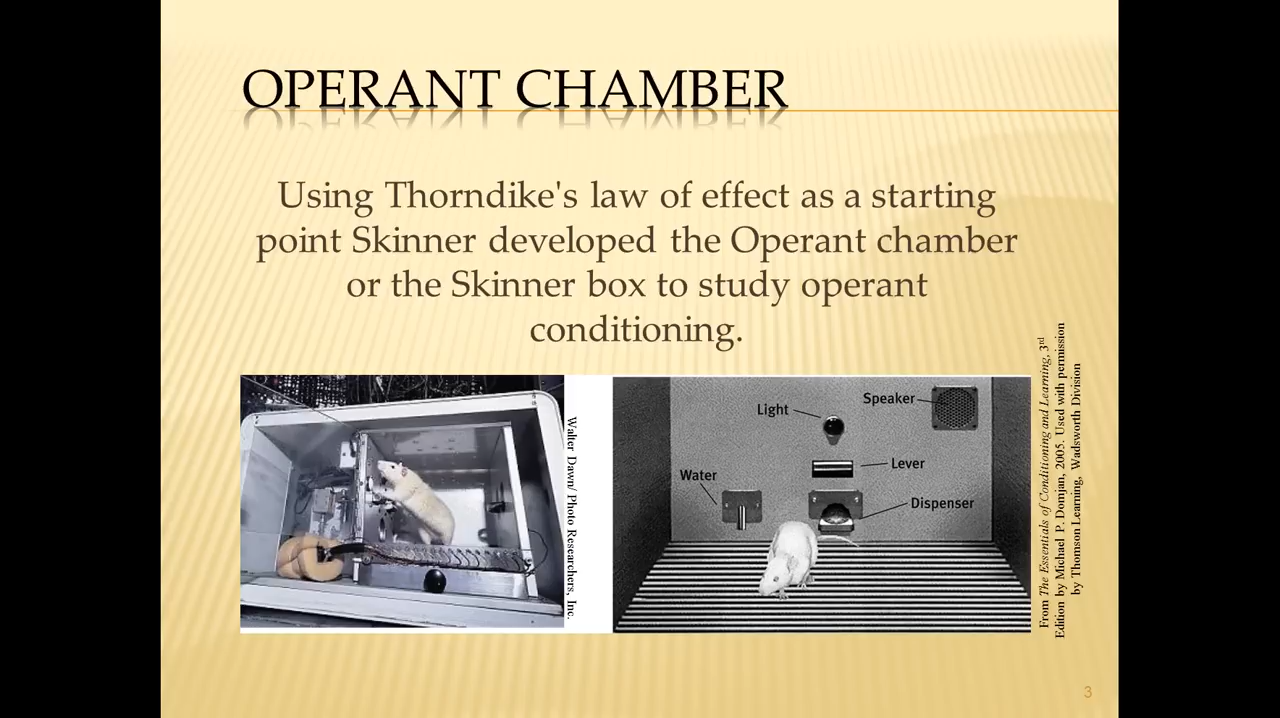 OPERANT CHAMBER
Using Thorndike's law of effect as a starting
point Skinner developed the Operant chamber
or the Skinner box to study operant
conditioning.
Walter Dawn/ Photo Researchers, Inc.
Light
Speaker
Lever
Water
Dispenser
From The Essentials of Conditioning and Learning, 3rd
Edition by Michael P. Domjan, 2005. Used with permission
by Thomson Learning, Wadsworth Division
3